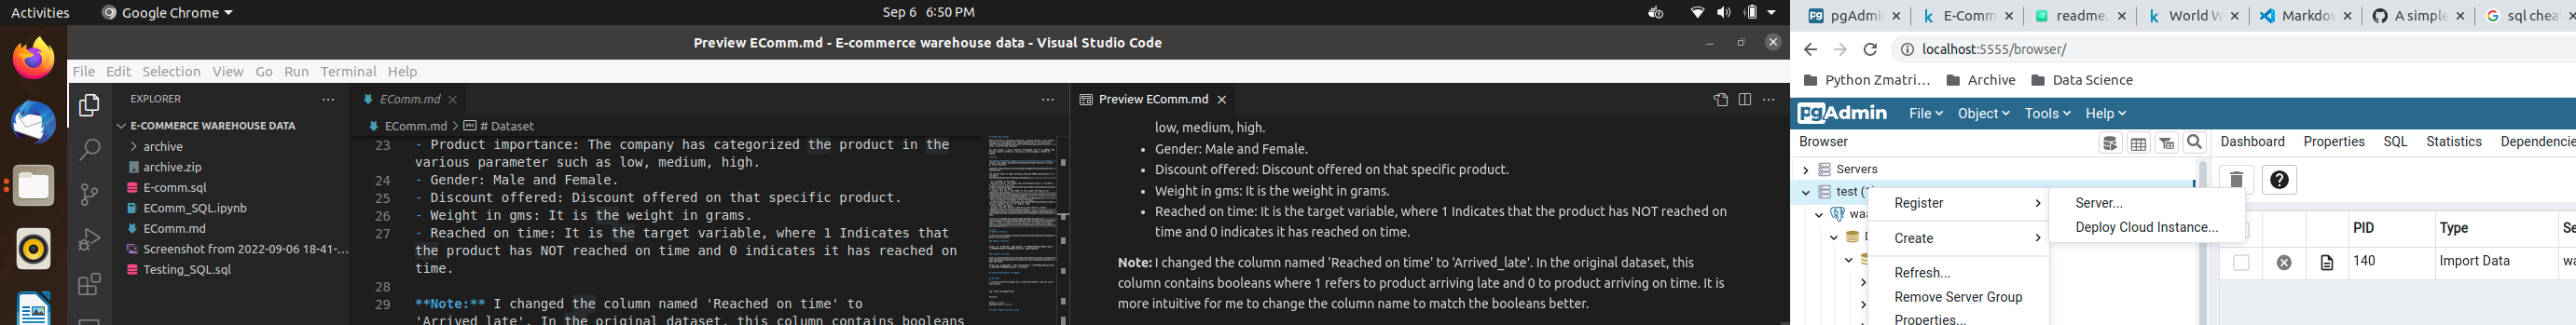 Activities
Google Chrome
Sep 6 6:50 PM
Preview EComm.md - E-commerce warehouse data - Visual Studio Code
File Edit Selection View Go Run Terminal Help
EXPLORER
E-COMMERCE WAREHOUSE DATA
archive
archive.zip
E-comm.sql
EComm_SQL.ipynb
EComm.md
Screenshot from 2022-09-06 18-41-...
Testing_SQL.sql
EComm.md
EComm.md > # Dataset
23 - Product importance: The company has categorized the product in the
various parameter such as low, medium, high.
24 - Gender: Male and Female.
25 - Discount offered: Discount offered on that specific product.
26 - Weight in gms: It is the weight in grams.
27 - Reached on time: It is the target variable, where 1 Indicates that
the product has NOT reached on time and 0 indicates it has reached on
time.
28
29 **Note:** I changed the column named 'Reached on time' to
'Arrived_late'. In the original dataset, this column contains booleans
Preview EComm.md
low, medium, high.
• Gender: Male and Female.
• Discount offered: Discount offered on that specific product.
• Weight in gms: It is the weight in grams.
• Reached on time: It is the target variable, where 1 Indicates that the product has NOT reached on
time and 0 indicates it has reached on time.
Note: I changed the column named 'Reached on time' to 'Arrived_late'. In the original dataset, this
column contains booleans where 1 refers to product arriving late and 0 to product arriving on time. It is
more intuitive for me to change the column name to match the booleans better.
pgAdmin E-Comm readme. World W Markdow A simple sql chea
localhost:5555/browser/
Python Zmatri... Archive Data Science
pgAdmin File Object Tools Help
Browser
Dashboard Properties SQL Statistics Dependencie
Servers
test
Register
Server...
Deploy Cloud Instance...
Create
Refresh...
Remove Server Group
Properties...
PID Type Se
140 Import Data wa